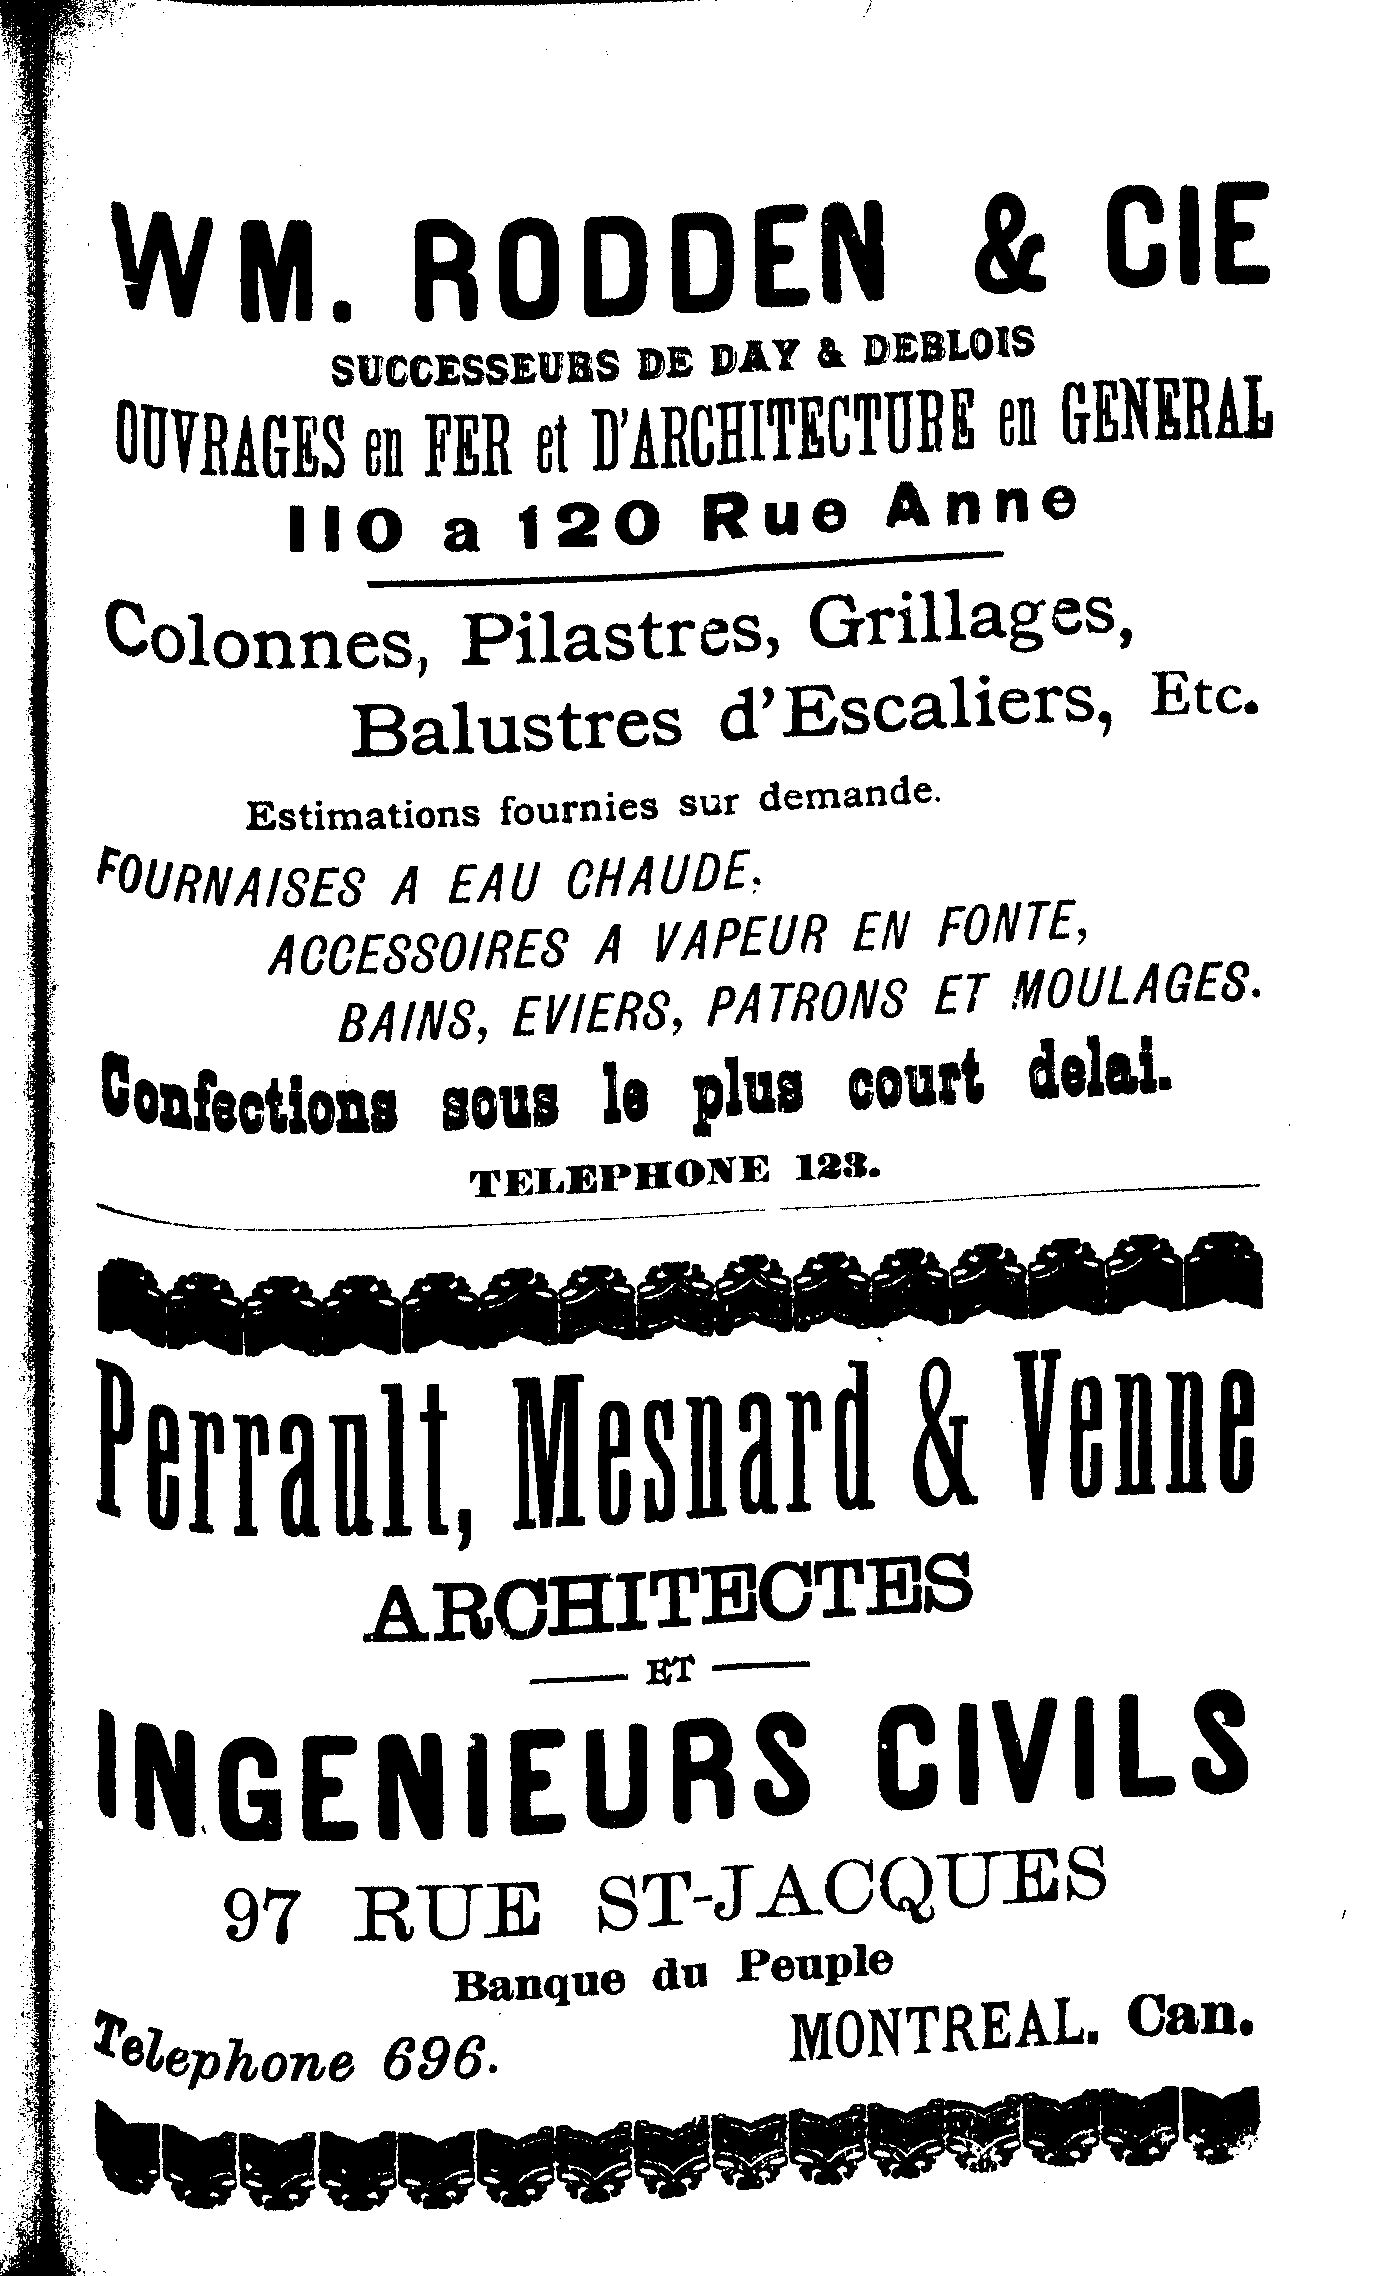 WM. RODDEN & CIE
SUCCESSEURS DE DAY & DEBLOIS
OUVRAGES en FER et D'ARCHITECTURE en GENERAL
110 a 120 Rue Anne
Colonnes, Pilastres, Grillages,
Balustres d'Escaliers, Etc.
Estimations fournies sur demande.
FOURNAISES A EAU CHAUDE,
ACCESSOIRES A VAPEUR EN FONTE,
BAINS, EVIERS, PATRONS ET MOULAGES.
Confections sous le plus court delai.
TELEPHONE 123.
Perrault, Mesnard & Venne
ARCHITECTES
ET
INGENIEURS CIVILS
97 RUE ST-JACQUES
Banque du Peuple
Telephone 696. MONTREAL. Can.